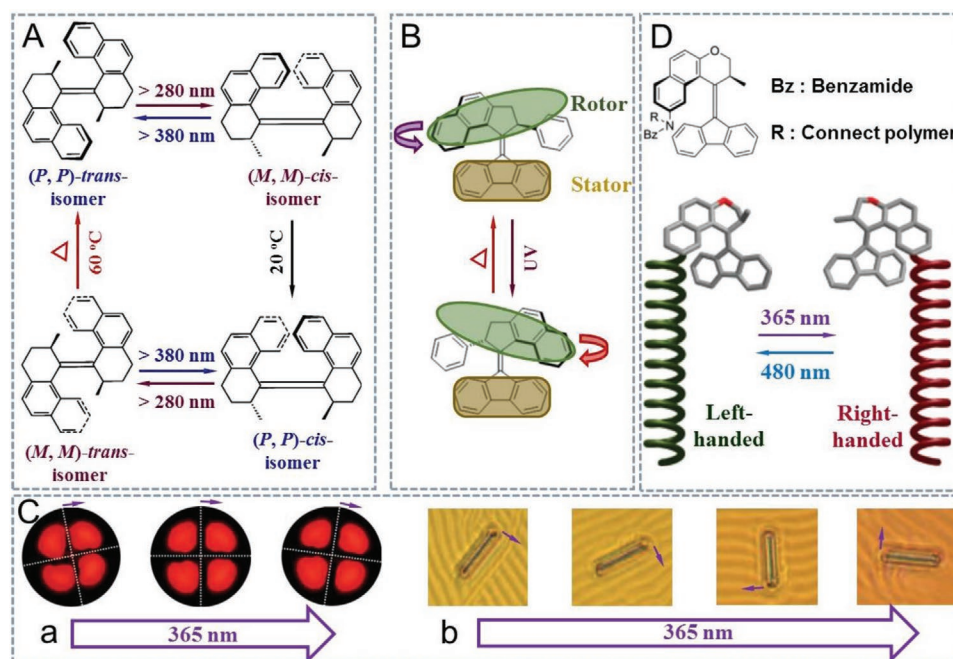 A
> 280 nm
> 380 nm
(P, P)-trans-
isomer
(M, M)-cis-
isomer
△
60 °C
20 °C
> 380 nm
> 280 nm
(M, M)-trans-
isomer
(P, P)-cis-
isomer
B
Rotor
Stator
△
UV
D
O
R
N
Bz
Bz : Benzamide
R : Connect polymer
365 nm
480 nm
Left-
handed
Right-
handed
C
a
365 nm
b
365 nm